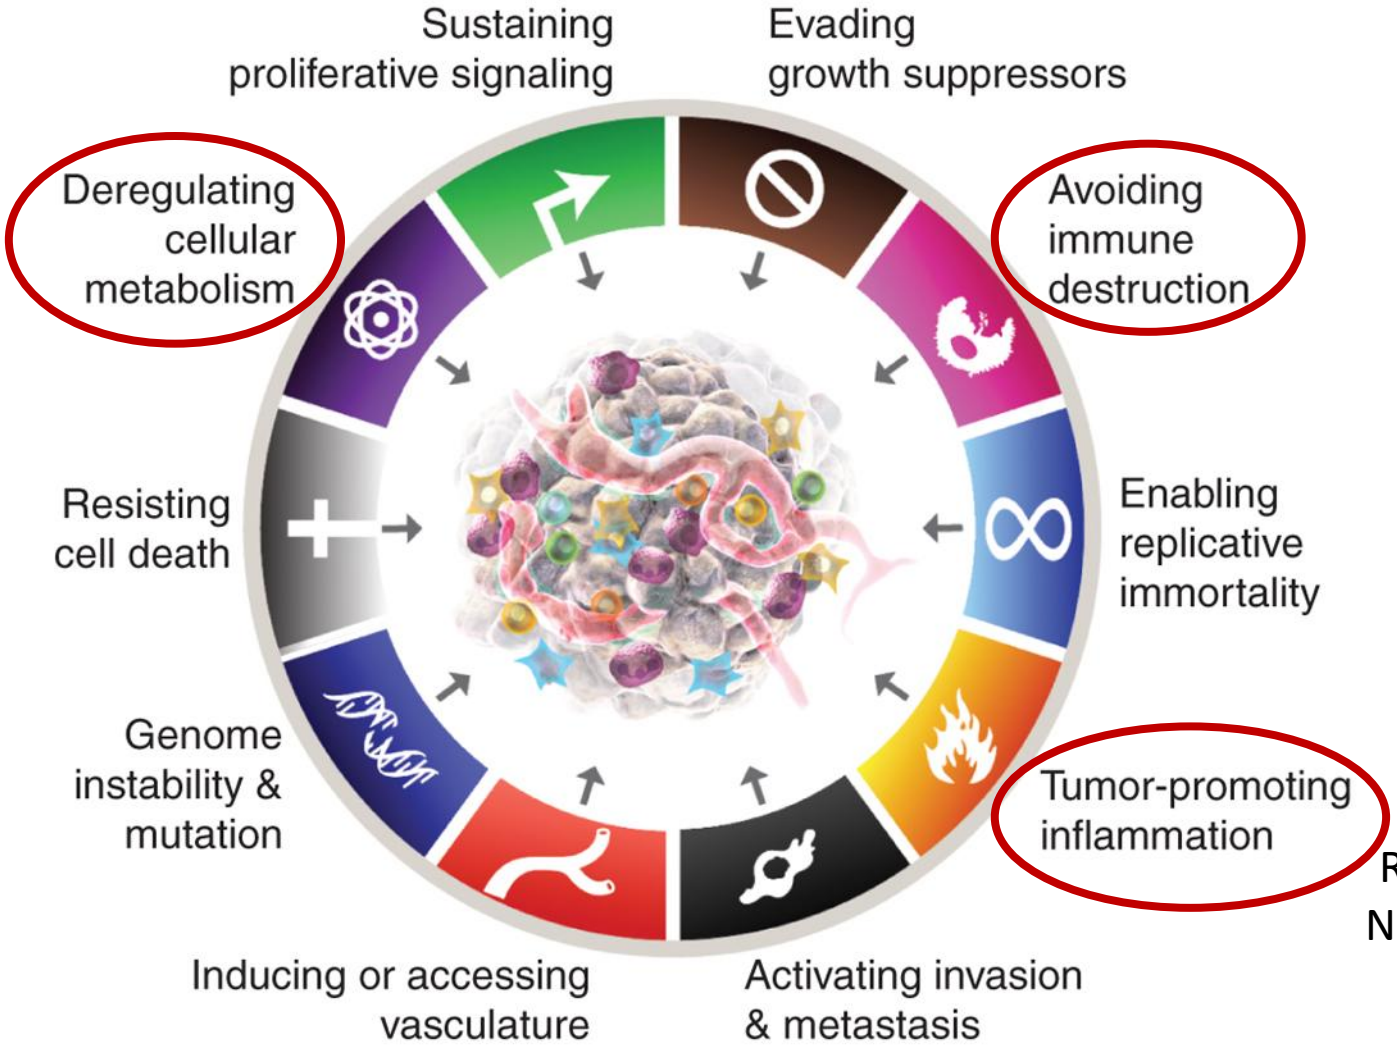 Sustaining
proliferative signaling
Evading
growth suppressors
Deregulating
cellular
metabolism
Avoiding
immune
destruction
Resisting
cell death
Enabling
replicative
immortality
Genome
instability &
mutation
Tumor-promoting
inflammation
R
N
Inducing or accessing
vasculature
Activating invasion
& metastasis